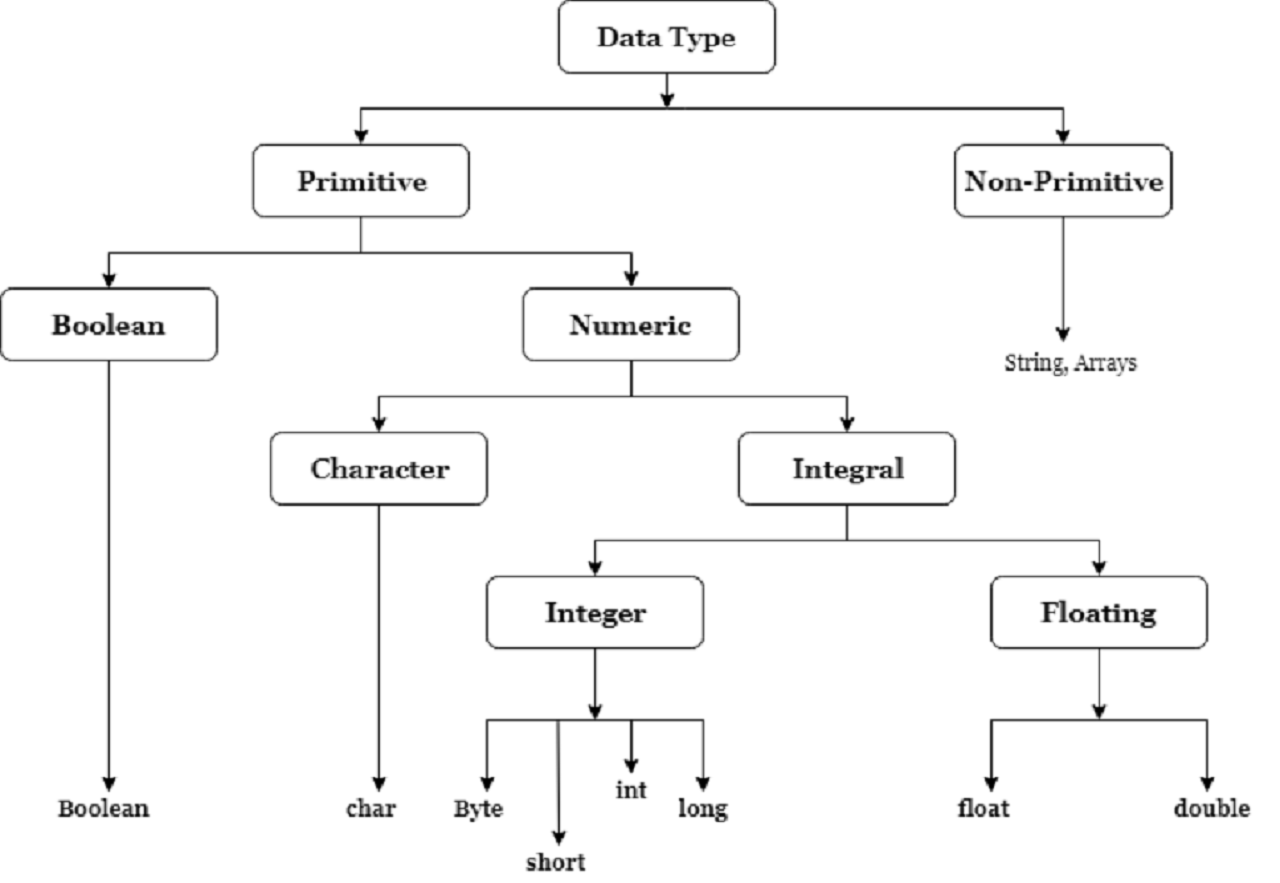 Data Type
Primitive
Non-Primitive
Boolean
Numeric
String, Arrays
Character
Integral
Integer
Floating
Boolean
char
Byte
short
int
long
float
double